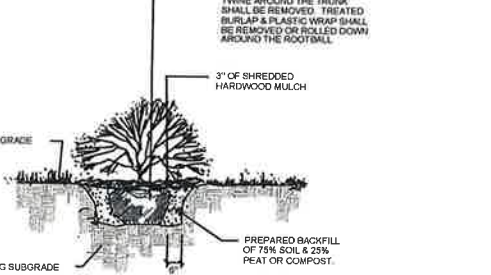 TWINE AROUND THE TRUNK
SHALL BE REMOVED. TREATED
BURLAP & PLASTIC WRAP SHALL
BE REMOVED OR ROLLED DOWN
AROUND THE ROOTBALL
3" OF SHREDDED
HARDWOOD MULCH
GRADE
PREPARED BACKFILL
OF 75% SOIL & 25%
PEAT OR COMPOST.
G SUBGRADE
6"